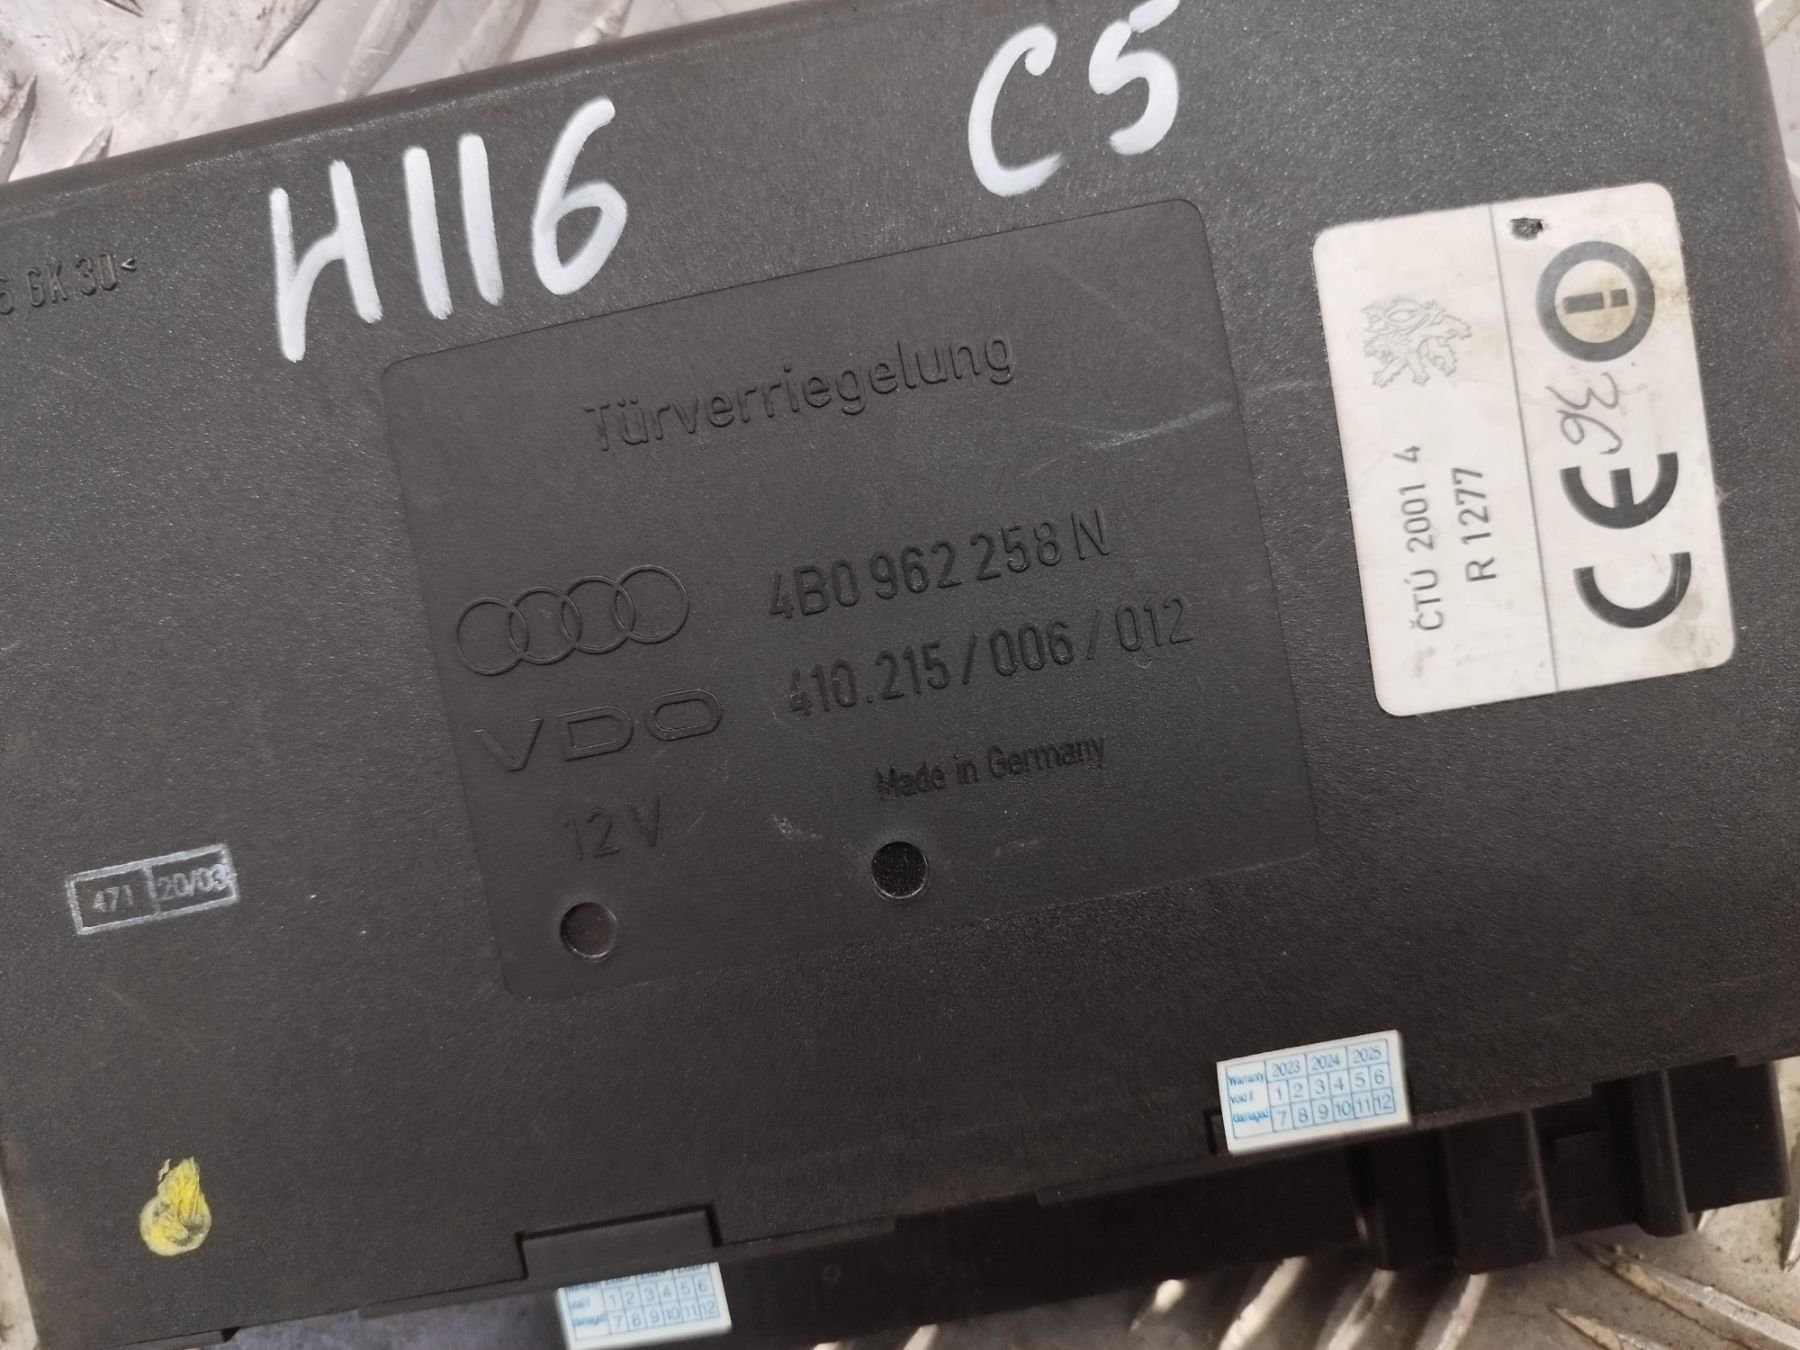 H116
C5
GK 30<
Türverriegelung
4B0 962 258 N
410.215/006/012
VDO
Made in Germany
12 V
ČTÚ 2001 4
R 1277
CE
471 20/03
Warranty 2023 2024 2025
void if 1 2 3 4 5 6
damaged 7 8 9 10 11 12
1 2 3 4 5 6
damaged 7 8 9 10 11 12